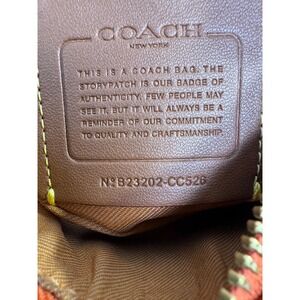 COACH
NEW YORK
THIS IS A COACH BAG. THE
STORYPATCH IS OUR BADGE OF
AUTHENTICITY. FEW PEOPLE MAY
SEE IT, BUT IT WILL ALWAYS BE A
REMINDER OF OUR COMMITMENT
TO QUALITY AND CRAFTSMANSHIP.
Nº B23202-CC526